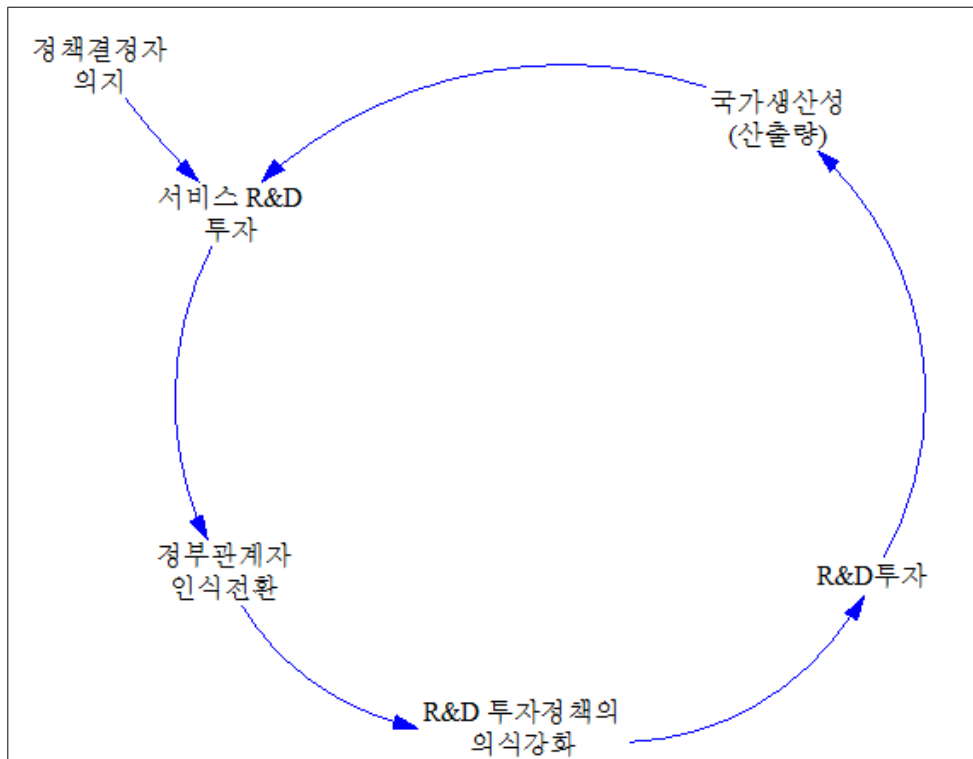 정책결정자
의지
국가생산성
(산출량)
서비스 R&D
투자
정부관계자
인식전환
R&D투자
R&D 투자정책의
의식강화